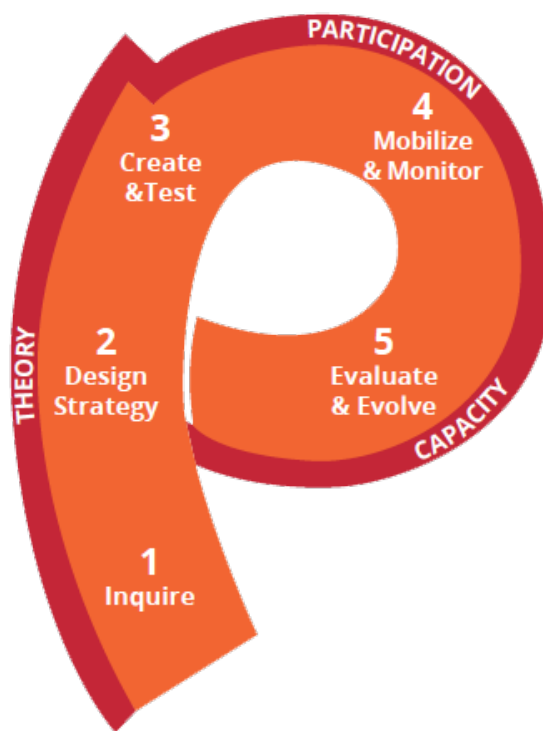 PARTICIPATION
3
Create
&Test
4
Mobilize
& Monitor
THEORY
2
Design
Strategy
5
Evaluate
& Evolve
CAPACITY
1
Inquire